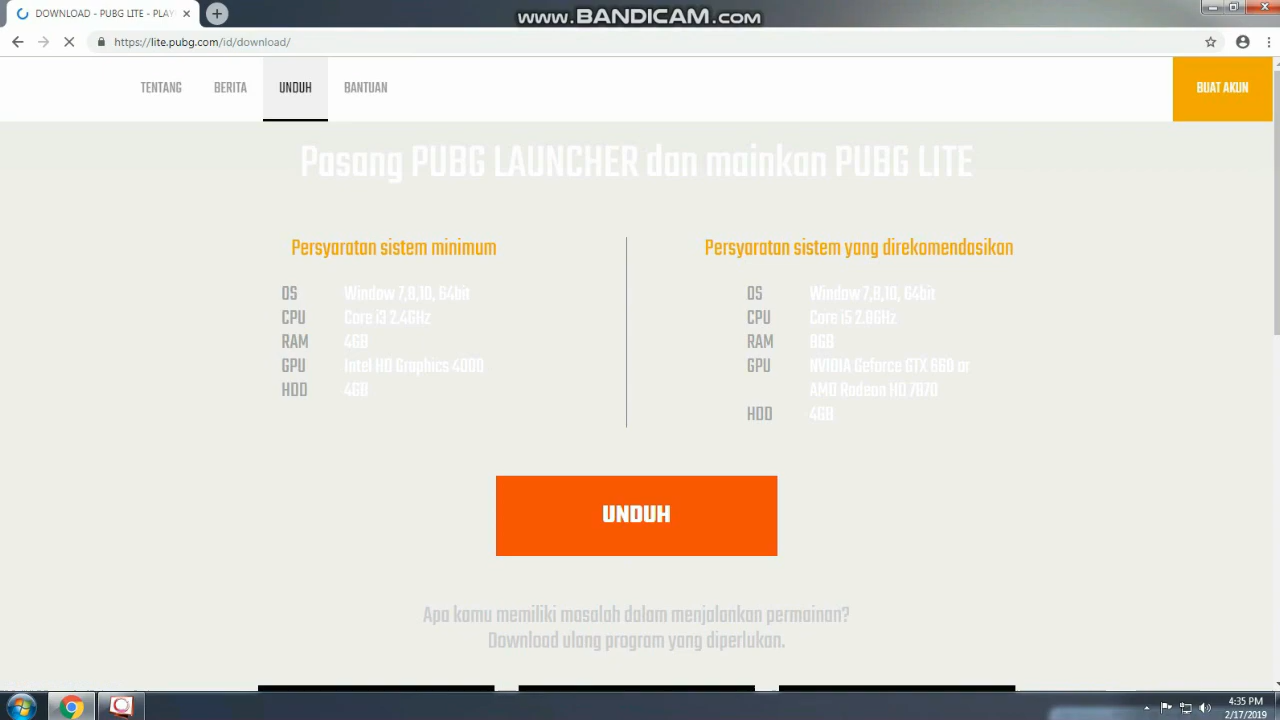 DOWNLOAD - PUBG LITE - PLAY
www.BANDICAM.com
https://lite.pubg.com/id/download/
TENTANG
BERITA
UNDUH
BANTUAN
BUAT AKUN
Pasang PUBG LAUNCHER dan mainkan PUBG LITE
Persyaratan sistem minimum
OS Window 7,8,10, 64bit
CPU Core i3 2.4GHz
RAM 4GB
GPU Intel HD Graphics 4000
HDD 4GB
Persyaratan sistem yang direkomendasikan
OS Window 7,8,10, 64bit
CPU Core i5 2.8GHz
RAM 8GB
GPU NVIDIA Geforce GTX 660 or
AMD Radeon HD 7870
HDD 4GB
UNDUH
Apa kamu memiliki masalah dalam menjalankan permainan?
Download ulang program yang diperlukan.
4:35 PM
2/17/2019